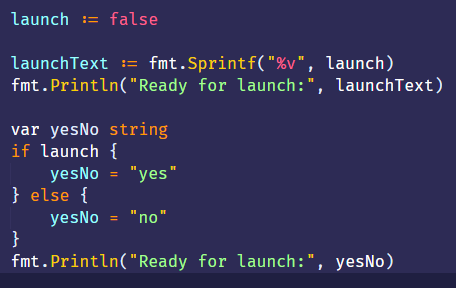 launch := false
launchText := fmt.Sprintf("%v", launch)
fmt.Println("Ready for launch:", launchText)
var yesNo string
if launch {
    yesNo = "yes"
} else {
    yesNo = "no"
}
fmt.Println("Ready for launch:", yesNo)